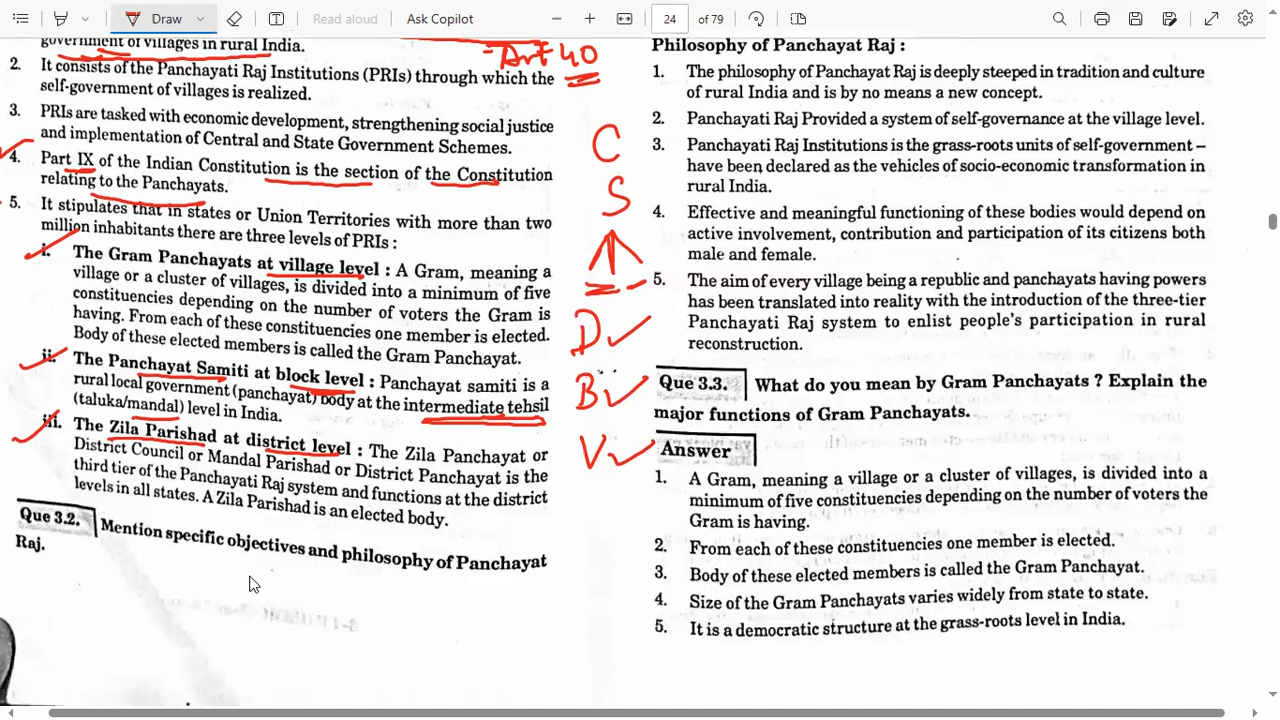 Draw
Read aloud
Ask Copilot
24
of 79
government of villages in rural India.
- Art 40
2. It consists of the Panchayati Raj Institutions (PRIs) through which the
self-government of villages is realized.
3. PRIs are tasked with economic development, strengthening social justice
and implementation of Central and State Government Schemes.
4. Part IX of the Indian Constitution is the section of the Constitution
relating to the Panchayats.
5. It stipulates that in states or Union Territories with more than two
million inhabitants there are three levels of PRIs :
i. The Gram Panchayats at village level : A Gram, meaning a
village or a cluster of villages, is divided into a minimum of five
constituencies depending on the number of voters the Gram is
having. From each of these constituencies one member is elected.
Body of these elected members is called the Gram Panchayat.
ii. The Panchayat Samiti at block level : Panchayat samiti is a
rural local government (panchayat) body at the intermediate tehsil
(taluka/mandal) level in India.
iii. The Zila Parishad at district level : The Zila Panchayat or
District Council or Mandal Parishad or District Panchayat is the
third tier of the Panchayati Raj system and functions at the district
levels in all states. A Zila Parishad is an elected body.
Que 3.2. Mention specific objectives and philosophy of Panchayat
Raj.
C
S
D
B
V
Philosophy of Panchayat Raj :
1. The philosophy of Panchayat Raj is deeply steeped in tradition and culture
of rural India and is by no means a new concept.
2. Panchayati Raj Provided a system of self-governance at the village level.
3. Panchayati Raj Institutions is the grass-roots units of self-government –
have been declared as the vehicles of socio-economic transformation in
rural India.
4. Effective and meaningful functioning of these bodies would depend on
active involvement, contribution and participation of its citizens both
male and female.
5. The aim of every village being a republic and panchayats having powers
has been translated into reality with the introduction of the three-tier
Panchayati Raj system to enlist people's participation in rural
reconstruction.
Que 3.3. What do you mean by Gram Panchayats ? Explain the
major functions of Gram Panchayats.
Answer
1. A Gram, meaning a village or a cluster of villages, is divided into a
minimum of five constituencies depending on the number of voters the
Gram is having.
2. From each of these constituencies one member is elected.
3. Body of these elected members is called the Gram Panchayat.
4. Size of the Gram Panchayats varies widely from state to state.
5. It is a democratic structure at the grass-roots level in India.